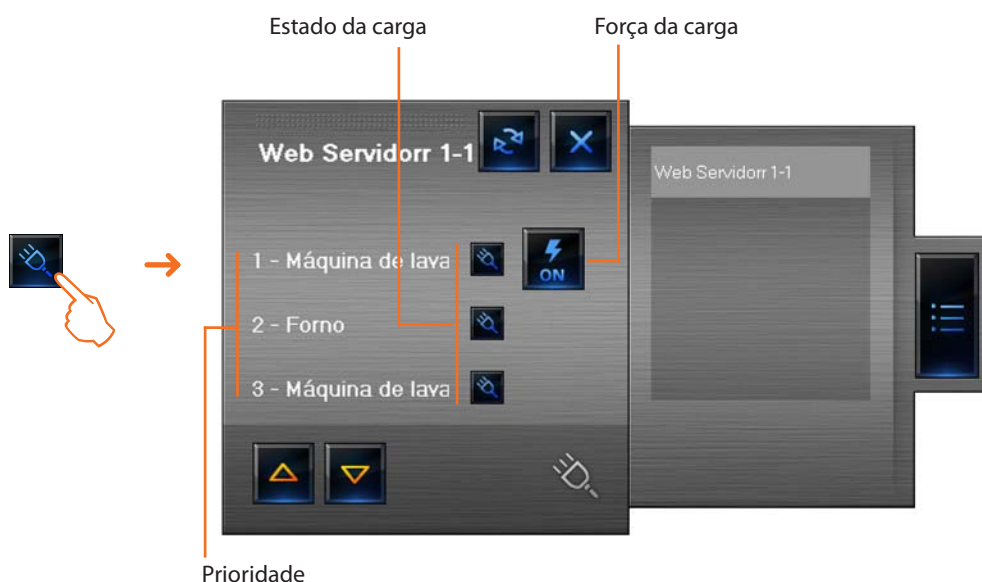 Estado da carga
Força da carga
Web Servidorr 1-1
Web Servidorr 1-1
1 - Máquina de lava
ON
2 - Forno
3 - Máquina de lava
Prioridade